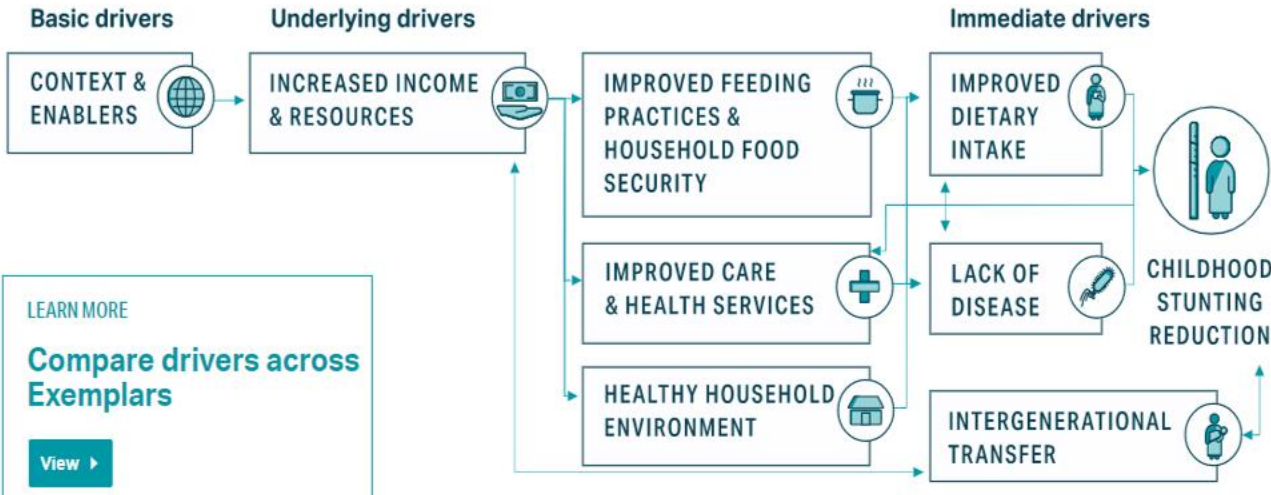 Basic drivers
Underlying drivers
Immediate drivers
CONTEXT &
ENABLERS
INCREASED INCOME
& RESOURCES
IMPROVED FEEDING
PRACTICES &
HOUSEHOLD FOOD
SECURITY
IMPROVED
DIETARY
INTAKE
IMPROVED CARE
& HEALTH SERVICES
LACK OF
DISEASE
CHILDHOOD
STUNTING
REDUCTION
HEALTHY HOUSEHOLD
ENVIRONMENT
INTERGENERATIONAL
TRANSFER
LEARN MORE
Compare drivers across
Exemplars
View